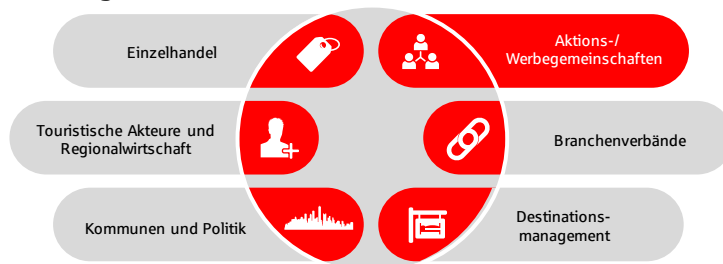 Einzelhandel
Aktions-/
Werbegemeinschaften
Touristische Akteure und
Regionalwirtschaft
Branchenverbände
Kommunen und Politik
Destinations-
management